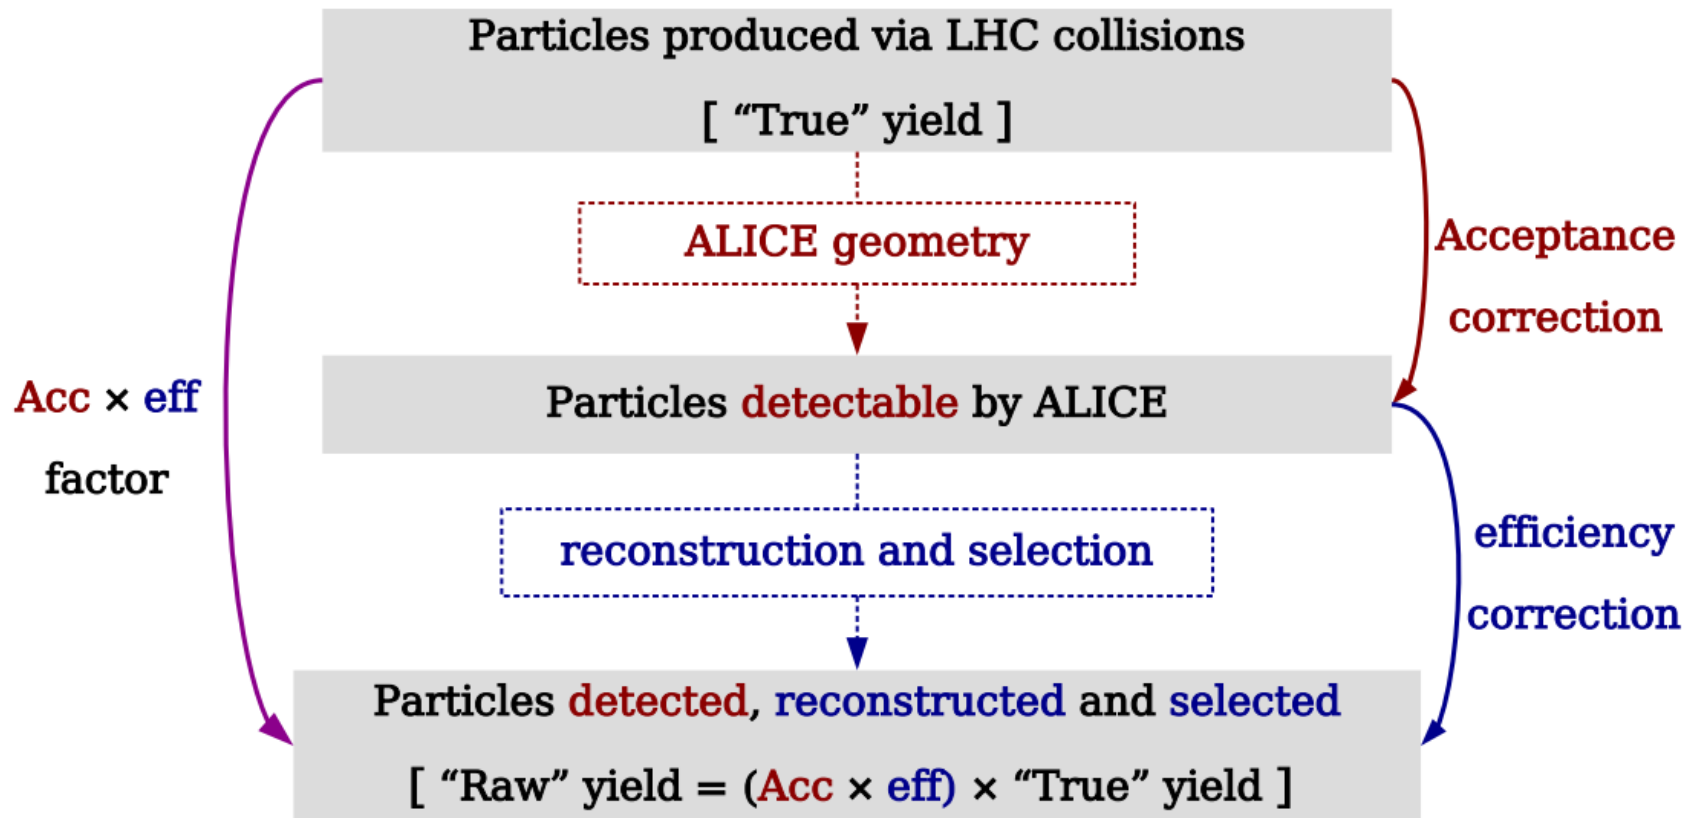 Particles produced via LHC collisions
[ “True” yield ]
ALICE geometry
Acceptance
correction
Particles detectable by ALICE
Acc × eff
factor
reconstruction and selection
efficiency
correction
Particles detected, reconstructed and selected
[ “Raw” yield = (Acc × eff) × “True” yield ]